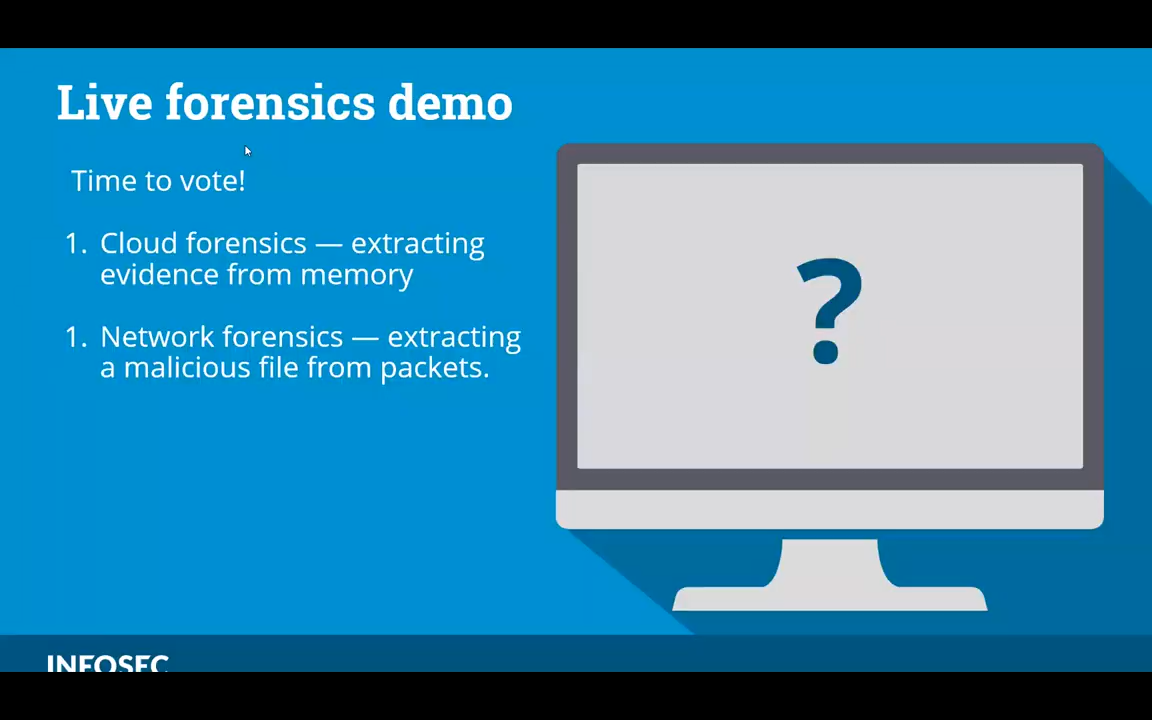 Live forensics demo
Time to vote!
1. Cloud forensics — extracting
evidence from memory
1. Network forensics — extracting
a malicious file from packets.
?
INFOSEC